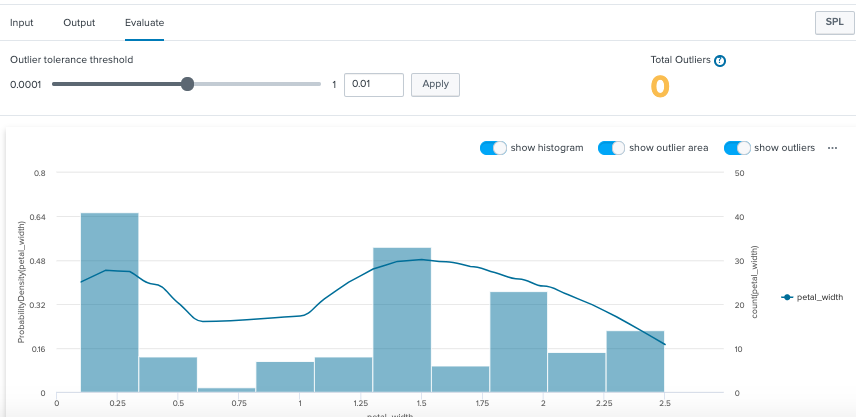 Input Output Evaluate SPL
Outlier tolerance threshold
0.0001 1 0.01 Apply
Total Outliers ?
0
show histogram show outlier area show outliers ...
0.8
0.64
0.48
0.32
0.16
0
ProbabilityDensity(petal_width)
50
40
30
20
10
0
count(petal_width)
petal_width
0 0.25 0.5 0.75 1 1.25 1.5 1.75 2 2.25 2.5
petal_width